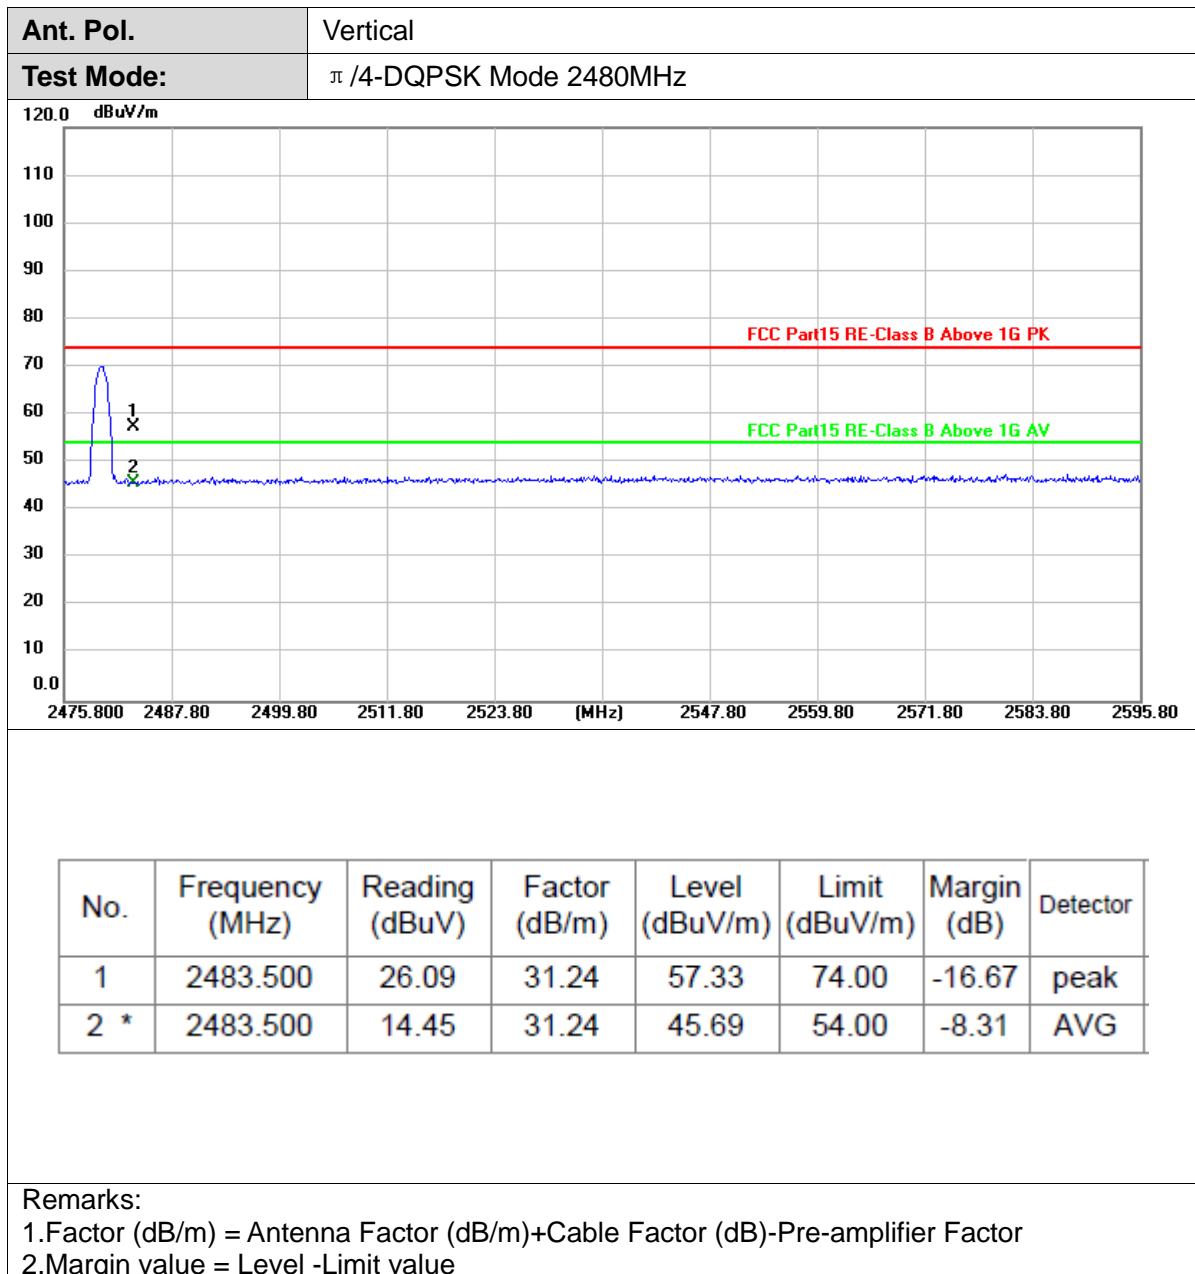 Ant. Pol. Vertical
Test Mode: π/4-DQPSK Mode 2480MHz
120.0 dBuV/m
110
100
90
80
FCC Part15 RE-Class B Above 1G PK
70
60
1
FCC Part15 RE-Class B Above 1G AV
50
2
40
30
20
10
0.0
2475.800 2487.80 2499.80 2511.80 2523.80 (MHz) 2547.80 2559.80 2571.80 2583.80 2595.80
No. Frequency (MHz) Reading (dBuV) Factor (dB/m) Level (dBuV/m) Limit (dBuV/m) Margin (dB) Detector
1 2483.500 26.09 31.24 57.33 74.00 -16.67 peak
2 * 2483.500 14.45 31.24 45.69 54.00 -8.31 AVG
Remarks:
1.Factor (dB/m) = Antenna Factor (dB/m)+Cable Factor (dB)-Pre-amplifier Factor
2.Margin value = Level -Limit value